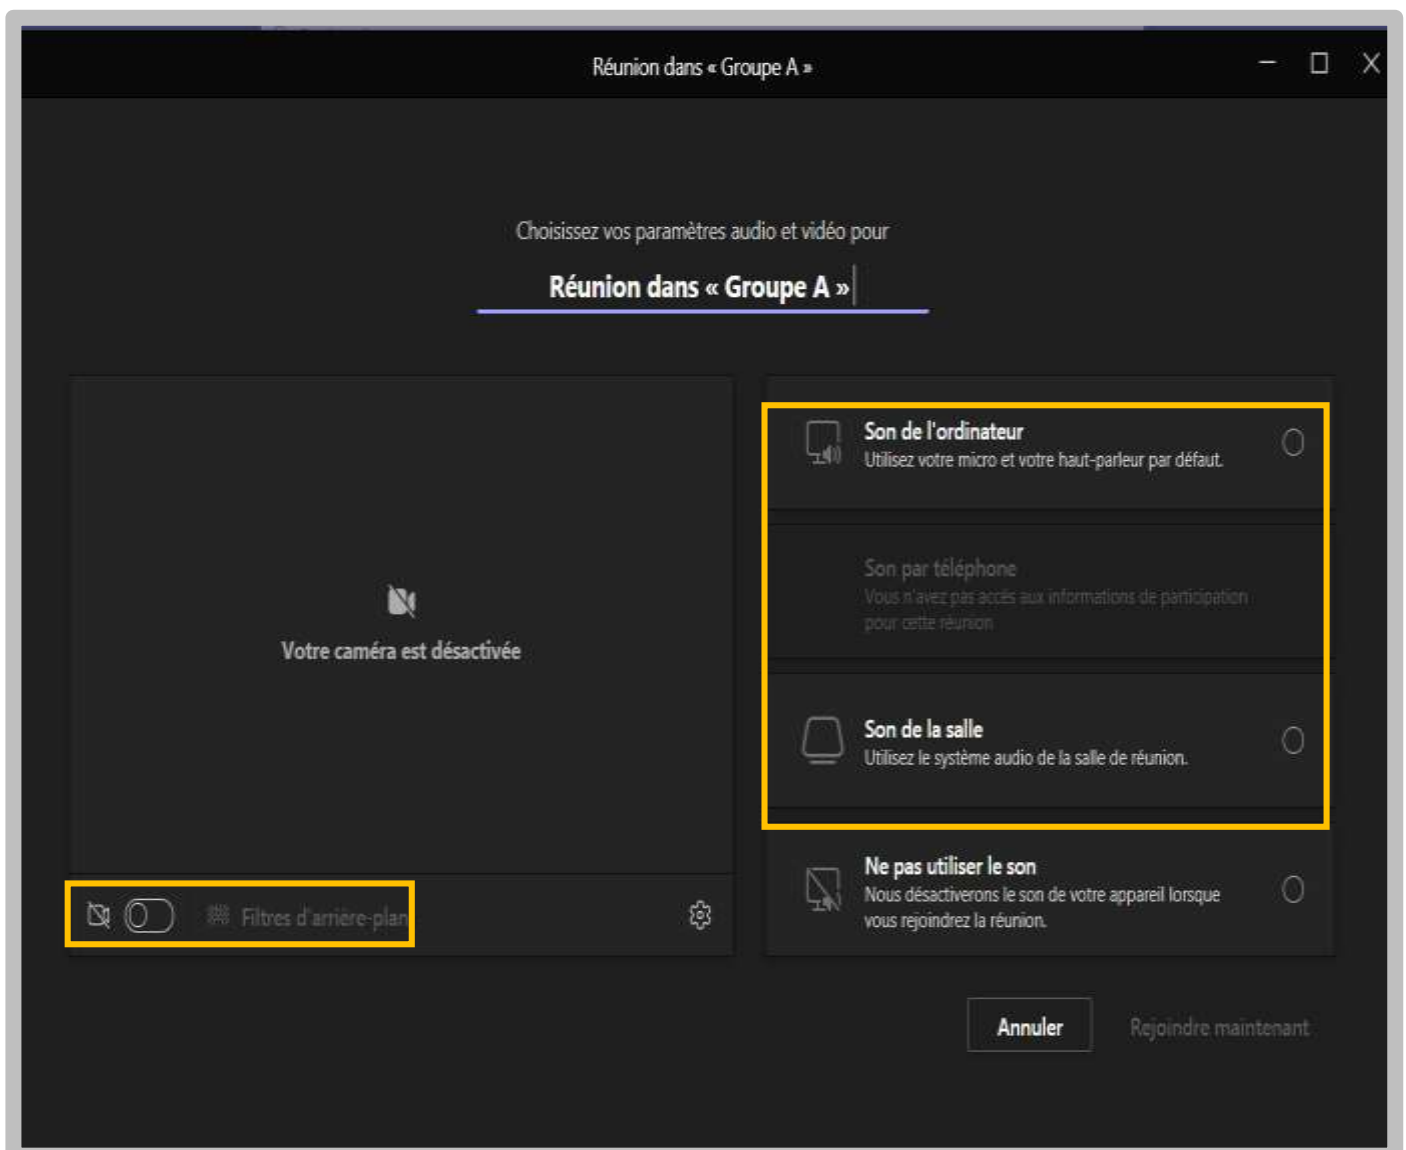 Réunion dans « Groupe A »
Choisissez vos paramètres audio et vidéo pour
Réunion dans « Groupe A »
Votre caméra est désactivée
Filtres d'arrière-plan
Son de l'ordinateur
Utilisez votre micro et votre haut-parleur par défaut.
Son par téléphone
Vous n'avez pas accès aux informations de participation
pour cette réunion
Son de la salle
Utilisez le système audio de la salle de réunion.
Ne pas utiliser le son
Nous désactiverons le son de votre appareil lorsque
vous rejoindrez la réunion.
Annuler
Rejoindre maintenant